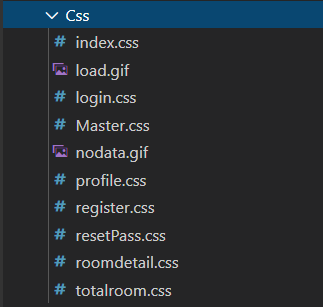 Css
# index.css
load.gif
# login.css
# Master.css
nodata.gif
# profile.css
# register.css
# resetPass.css
# roomdetail.css
# totalroom.css